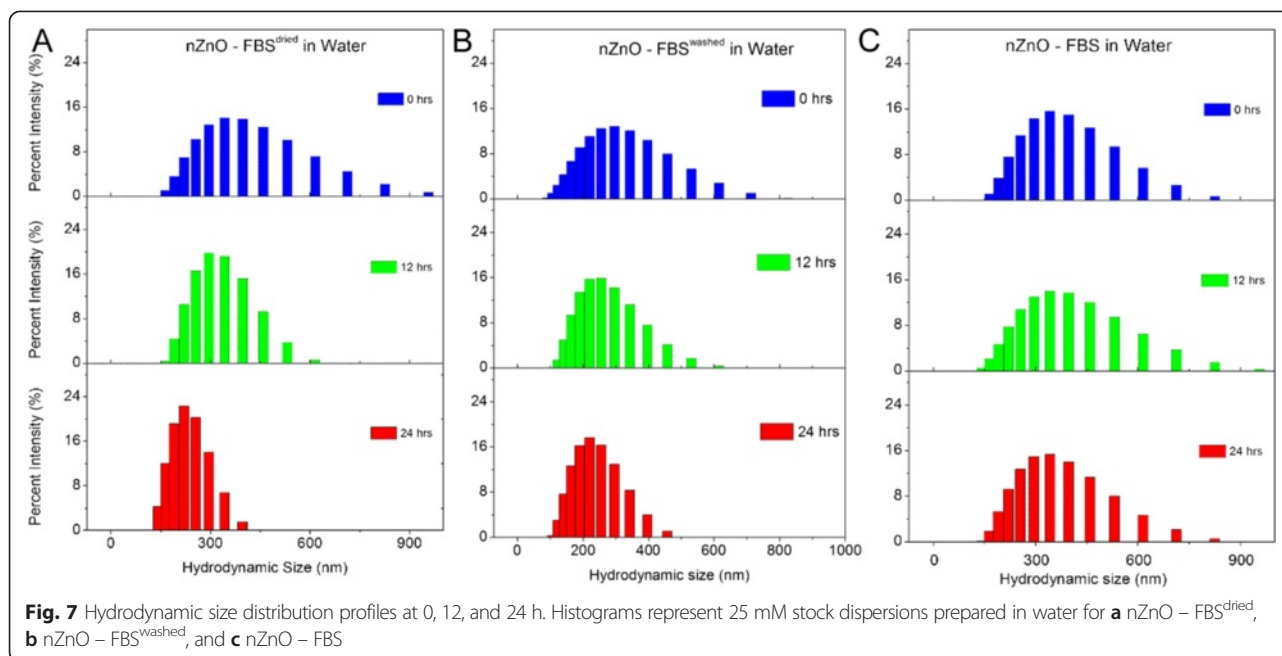 A
nZnO - FBS^dried in Water
B
nZnO - FBS^washed in Water
C
nZnO - FBS in Water
Percent Intensity (%)
24
16
8
0
0 hrs
24
16
8
0
0 hrs
24
16
8
0
0 hrs
Percent Intensity (%)
24
16
8
0
12 hrs
24
16
8
0
12 hrs
24
16
8
0
12 hrs
Percent Intensity (%)
24
16
8
0
24 hrs
24
16
8
0
24 hrs
24
16
8
0
24 hrs
0 300 600 900
Hydrodynamic Size (nm)
0 200 400 600 800 1000
Hydrodynamic size (nm)
0 300 600 900
Hydrodynamic size (nm)
Fig. 7 Hydrodynamic size distribution profiles at 0, 12, and 24 h. Histograms represent 25 mM stock dispersions prepared in water for a nZnO – FBS^dried,
b nZnO – FBS^washed, and c nZnO – FBS